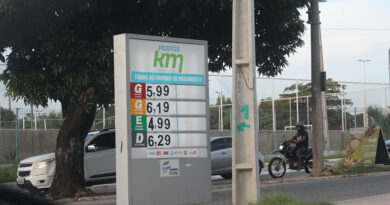 POSTOS
km
TODAS AS FORMAS DE PAGAMENTO
G 5,99
G 6,19
E 4,99
D 6,29